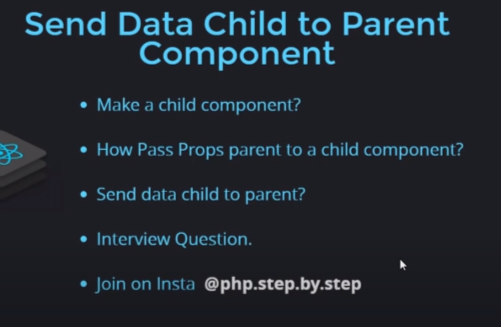 Send Data Child to Parent
Component
• Make a child component?
• How Pass Props parent to a child component?
• Send data child to parent?
• Interview Question.
• Join on Insta @php.step.by.step